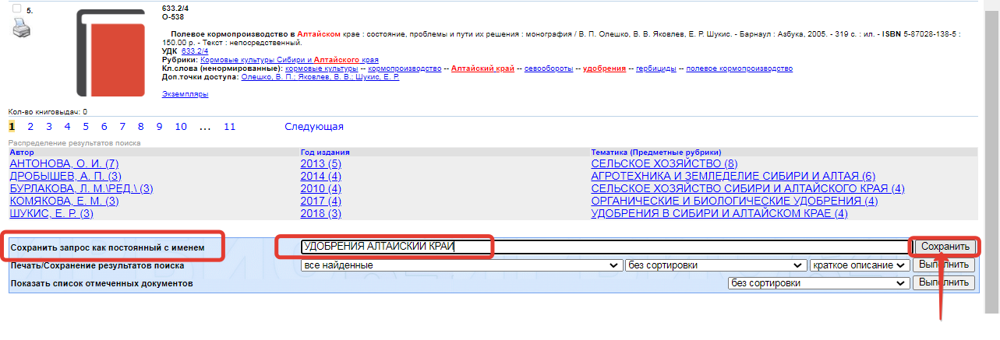 5.
633.2/4
О-538
Полевое кормопроизводство в Алтайском крае : состояние, проблемы и пути их решения : монография / В. П. Олешко, В. В. Яковлев, Е. Р. Шукис. - Барнаул : Азбука, 2005. - 319 с. : ил. - ISBN 5-87028-138-5 :
150.00 р. - Текст : непосредственный.
УДК 633.2/4
Рубрики: Кормовые культуры Сибири и Алтайского края
Кл.слова (ненормированные): кормовые культуры -- кормопроизводство -- Алтайский край -- севообороты -- удобрения -- гербициды -- полевое кормопроизводство
Доп.точки доступа: Олешко, В. П.; Яковлев, В. В.; Шукис, Е. Р.
Экземпляры
Кол-во книговыдач: 0
1 2 3 4 5 6 7 8 9 10 ... 11 Следующая
Распределение результатов поиска
Автор Год издания Тематика (Предметные рубрики)
АНТОНОВА, О. И. (7) 2013 (5) СЕЛЬСКОЕ ХОЗЯЙСТВО (8)
ДРОБЫШЕВ, А. П. (3) 2014 (4) АГРОТЕХНИКА И ЗЕМЛЕДЕЛИЕ СИБИРИ И АЛТАЯ (6)
БУРЛАКОВА, Л. М.\РЕД.\ (3) 2010 (4) СЕЛЬСКОЕ ХОЗЯЙСТВО СИБИРИ И АЛТАЙСКОГО КРАЯ (4)
КОМЯКОВА, Е. М. (3) 2017 (4) ОРГАНИЧЕСКИЕ И БИОЛОГИЧЕСКИЕ УДОБРЕНИЯ (4)
ШУКИС, Е. Р. (3) 2018 (3) УДОБРЕНИЯ В СИБИРИ И АЛТАЙСКОМ КРАЕ (4)
Сохранить запрос как постоянный с именем УДОБРЕНИЯ АЛТАЙСКИЙ КРАЙ Сохранить
Печать/Сохранение результатов поиска все найденные без сортировки краткое описание Выполнить
Показать список отмеченных документов без сортировки Выполнить